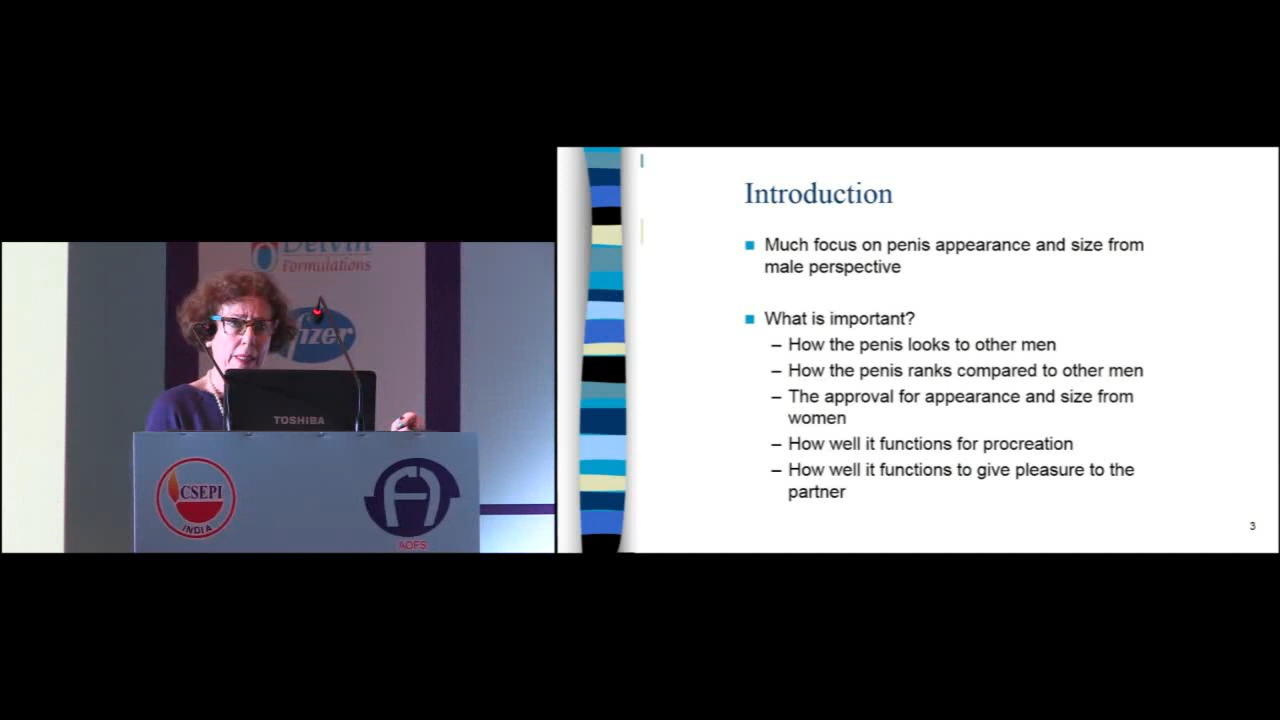 Delvin
Formulations
fizer
TOSHIBA
CSEPI
INDIA
AOFS
Introduction
Much focus on penis appearance and size from
male perspective
What is important?
– How the penis looks to other men
– How the penis ranks compared to other men
– The approval for appearance and size from
women
– How well it functions for procreation
– How well it functions to give pleasure to the
partner
3